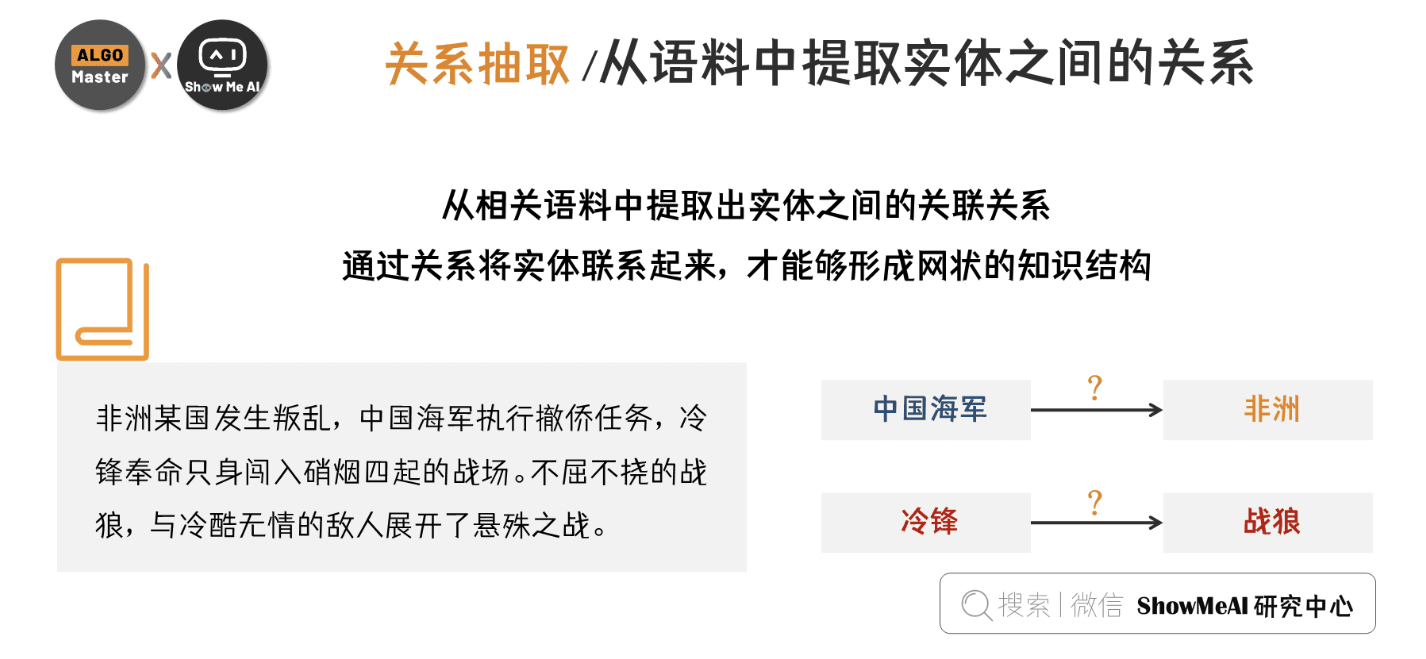 ALGO
Master
X
Show Me AI
关系抽取 /从语料中提取实体之间的关系
从相关语料中提取出实体之间的关联关系
通过关系将实体联系起来，才能够形成网状的知识结构
非洲某国发生叛乱，中国海军执行撤侨任务，冷
锋奉命只身闯入硝烟四起的战场。不屈不挠的战
狼，与冷酷无情的敌人展开了悬殊之战。
中国海军 ? 非洲
冷锋 ? 战狼
搜索|微信 ShowMeAI 研究中心